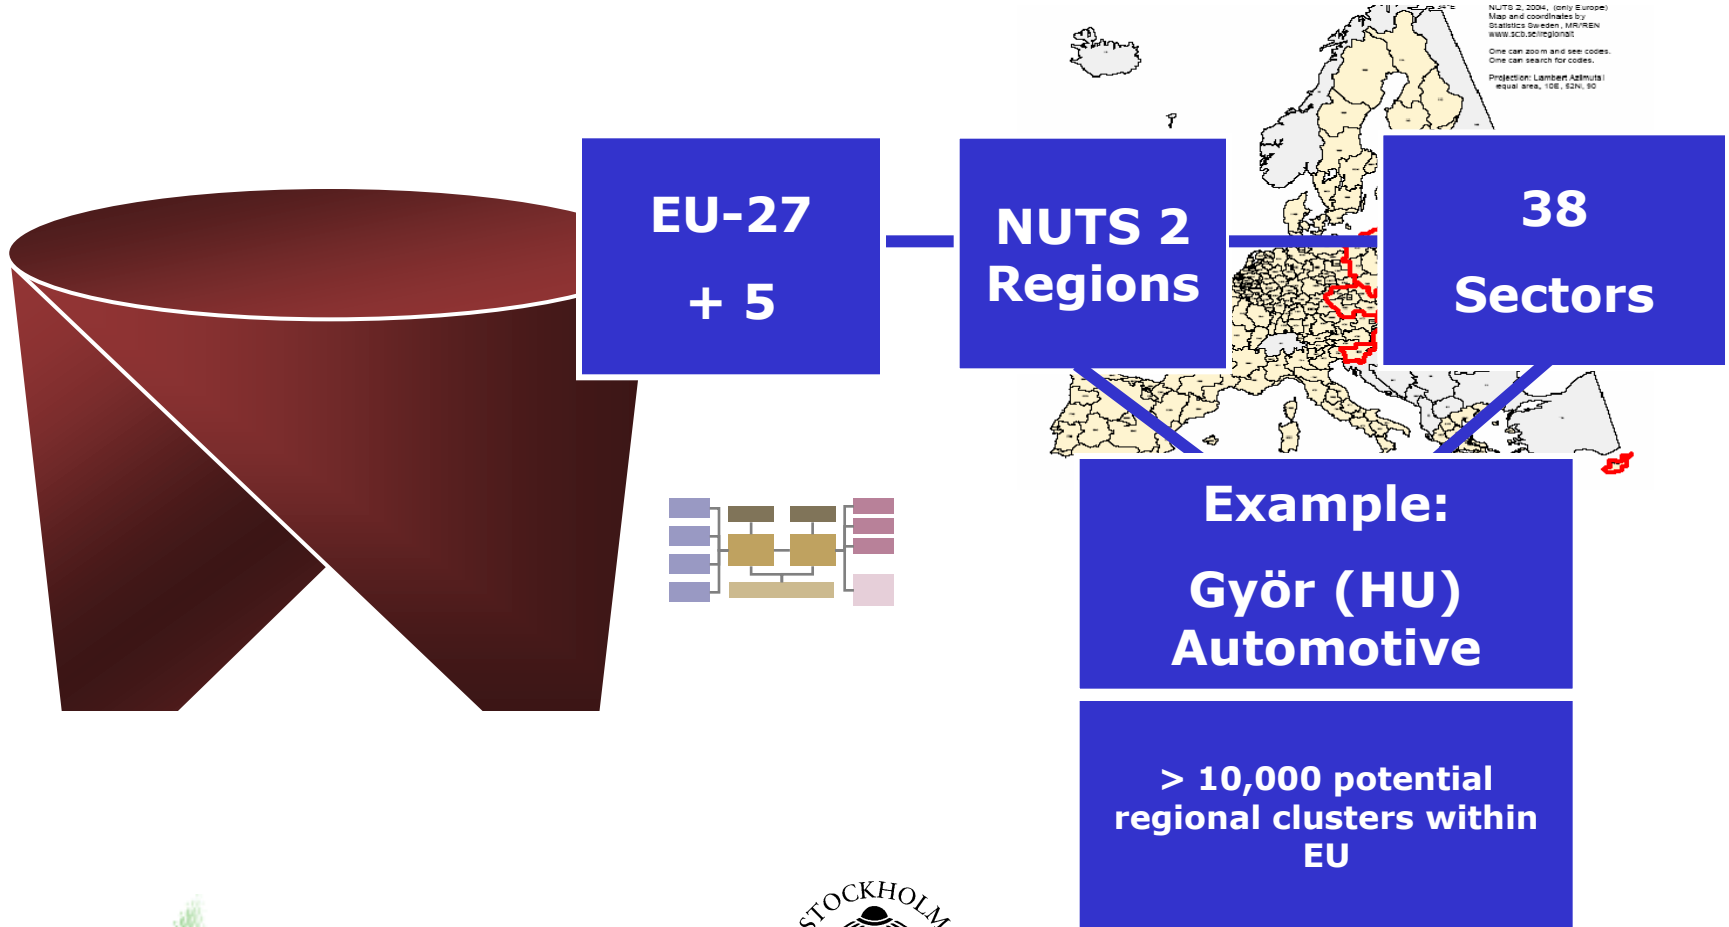 NUTS 2, 2004, (only Europe)
Map and coordinates by
Statistics Sweden, MR/REN
www.scb.se/regionalt
One can zoom and see codes.
One can search for codes.
Projection: Lambert Azimutal
equal area, 10E, 52N, 90
EU-27
+ 5
NUTS 2
Regions
38
Sectors
Example:
Györ (HU)
Automotive
> 10,000 potential
regional clusters within
EU
STOCKHOLM